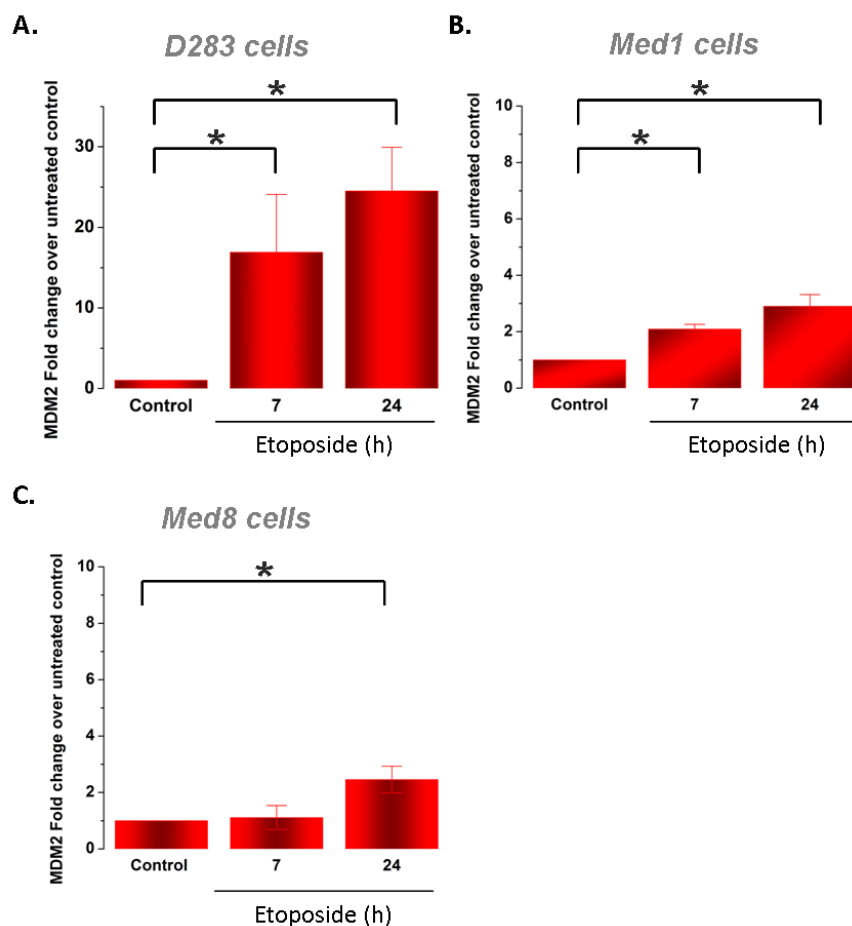 A.
D283 cells
MDM2 Fold change over untreated control
30
20
10
0
*
*
Control
7
24
Etoposide (h)
B.
Med1 cells
MDM2 Fold change over untreated control
10
8
6
4
2
0
*
*
Control
7
24
Etoposide (h)
C.
Med8 cells
MDM2 Fold change over untreated control
10
8
6
4
2
0
*
Control
7
24
Etoposide (h)